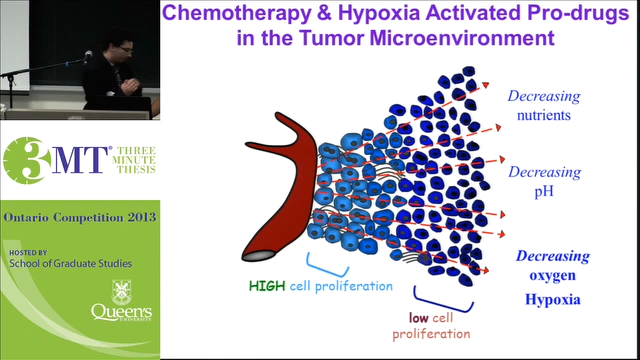 Chemotherapy & Hypoxia Activated Pro-drugs
in the Tumor Microenvironment
Decreasing
nutrients
Decreasing
pH
Decreasing
oxygen
Hypoxia
HIGH cell proliferation
low cell
proliferation
3MT THREE
MINUTE
THESIS
Ontario Competition 2013
HOSTED BY
School of Graduate Studies
Queen's
UNIVERSITY